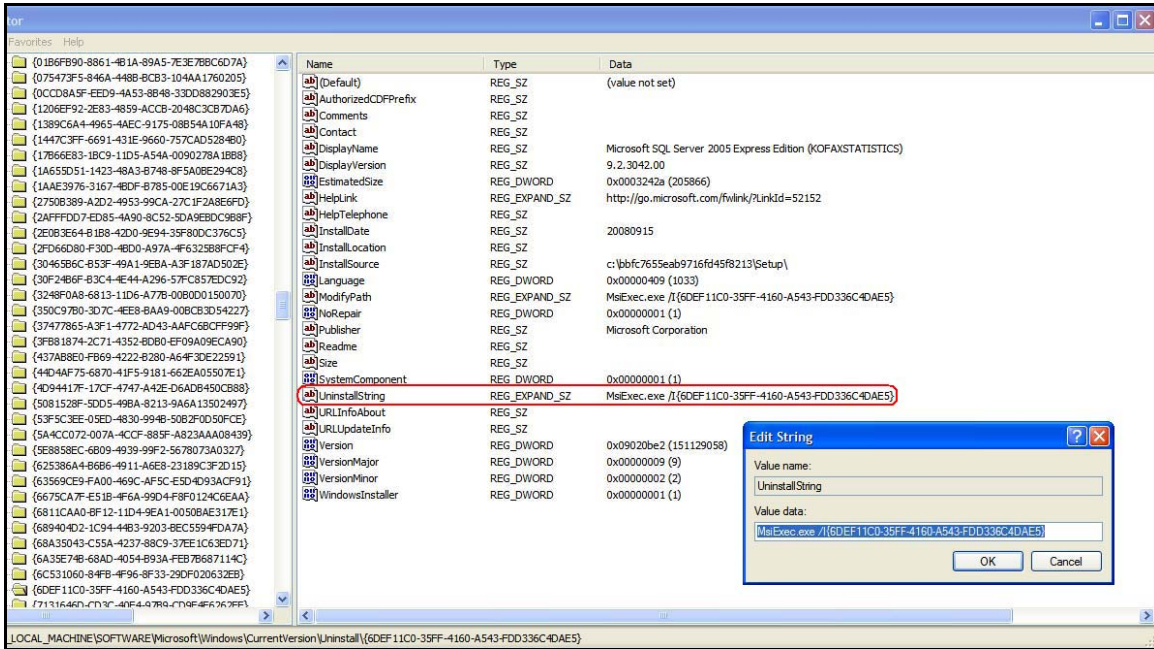 tor
Favorites Help
{01B6FB90-8861-4B1A-89A5-7E3E7BBC6D7A}
{075473F5-846A-448B-BCB3-104AA1760205}
{0CCD8A5F-EED9-4A53-8B48-33DD882903E5}
{1206EF92-2E83-4859-ACCB-2048C3CB7DA6}
{1389C6A4-4965-4AEC-9175-08B54A10FA48}
{1447C3FF-6691-431E-9660-757CAD5284B0}
{17B66E83-1BC9-11D5-A54A-0090278A1BB8}
{1A655D51-1423-48A3-B748-8F5A0BE294C8}
{1AAE3976-3167-4BDF-B785-00E19C6671A3}
{2750B389-A2D2-4953-99CA-27C1F2A8E6FD}
{2AFFFDD7-ED85-4A90-8C52-5DA9EBDC9B8F}
{2E0B3E64-B1B8-42D0-9E94-35F80DC376C5}
{2FD66D80-F30D-4BD0-A97A-4F6325B8FCF4}
{30465B6C-B53F-49A1-9EBA-A3F187AD502E}
{30F24B6F-B3C4-4E44-A296-57FC857EDC92}
{3248F0A8-6813-11D6-A77B-00B0D0150070}
{350C97B0-3D7C-4EE8-BAA9-00BCB3D54227}
{37477865-A3F1-4772-AD43-AAFC6BCFF99F}
{3FB81874-2C71-4352-BDB0-EF09A09ECA90}
{437AB8E0-FB69-4222-B280-A64F3DE22591}
{44D4AF75-6870-41F5-9181-662EA05507E1}
{4D94417F-17CF-4747-A42E-D6ADB450CB88}
{5081528F-5DD5-49BA-8213-9A6A13502497}
{53F5C3EE-05ED-4830-994B-50B2F0D50FCE}
{5A4CC072-007A-4CCF-885F-A823AAA08439}
{5E8858EC-6B09-4939-99F2-5678073A0327}
{625386A4-B6B6-4911-A6E8-23189C3F2D15}
{63569CE9-FA00-469C-AF5C-E5D4D93ACF91}
{6675CA7F-E51B-4F6A-99D4-F8F0124C6EAA}
{6811CAA0-BF12-11D4-9EA1-0050BAE317E1}
{689404D2-1C94-44B3-9203-BEC5594FDA7A}
{68A35043-C55A-4237-88C9-37EE1C63ED71}
{6A35E74B-68AD-4054-B93A-FEB7B687114C}
{6C531060-84FB-4F96-8F33-29DF020632EB}
{6DEF11C0-35FF-4160-A543-FDD336C4DAE5}
Name Type Data
(Default) REG_SZ (value not set)
AuthorizedCDFPrefix REG_SZ
Comments REG_SZ
Contact REG_SZ
DisplayName REG_SZ Microsoft SQL Server 2005 Express Edition (KOFAXSTATISTICS)
DisplayVersion REG_SZ 9.2.3042.00
EstimatedSize REG_DWORD 0x0003242a (205866)
HelpLink REG_EXPAND_SZ http://go.microsoft.com/fwlink/?LinkId=52152
HelpTelephone REG_SZ
InstallDate REG_SZ 20080915
InstallLocation REG_SZ
InstallSource REG_SZ c:\bbfc7655eab9716fd45f8213\Setup\
Language REG_DWORD 0x00000409 (1033)
ModifyPath REG_EXPAND_SZ MsiExec.exe /I{6DEF11C0-35FF-4160-A543-FDD336C4DAE5}
NoRepair REG_DWORD 0x00000001 (1)
Publisher REG_SZ Microsoft Corporation
Readme REG_SZ
Size REG_SZ
SystemComponent REG_DWORD 0x00000001 (1)
UninstallString REG_EXPAND_SZ MsiExec.exe /I{6DEF11C0-35FF-4160-A543-FDD336C4DAE5}
URLInfoAbout REG_SZ
URLUpdateInfo REG_SZ
Version REG_DWORD 0x09020be2 (151129058)
VersionMajor REG_DWORD 0x00000009 (9)
VersionMinor REG_DWORD 0x00000002 (2)
WindowsInstaller REG_DWORD 0x00000001 (1)
Edit String
Value name:
UninstallString
Value data:
MsiExec.exe /I{6DEF11C0-35FF-4160-A543-FDD336C4DAE5}
OK Cancel
_LOCAL_MACHINE\SOFTWARE\Microsoft\Windows\CurrentVersion\Uninstall\{6DEF11C0-35FF-4160-A543-FDD336C4DAE5}